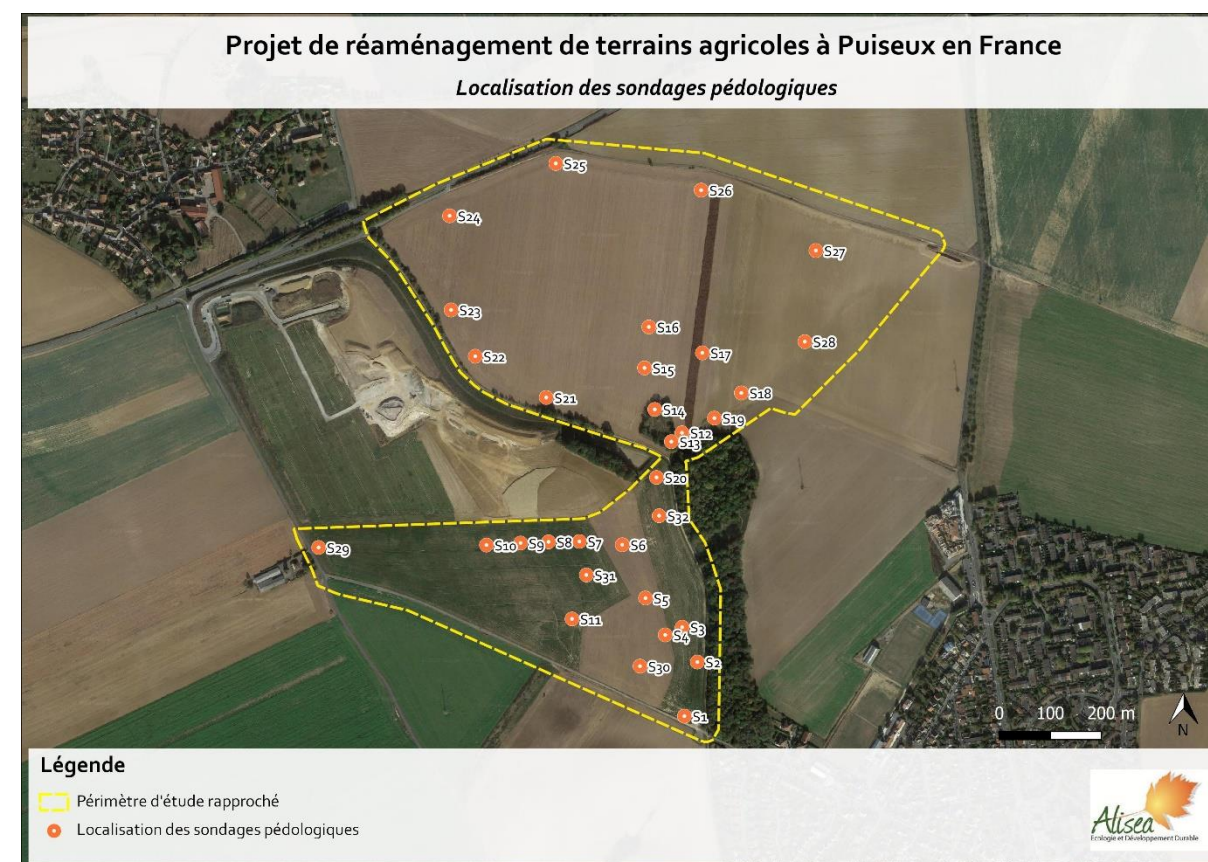 Projet de réaménagement de terrains agricoles à Puiseux en France
Localisation des sondages pédologiques
S25
S26
S24
S27
S23
S16
S28
S22
S17
S15
S21
S18
S14
S19
S12
S13
S20
S32
S29
S10
S9
S8
S7
S6
S31
S5
S11
S3
S4
S30
S2
S1
0 100 200 m
N
Légende
Périmètre d'étude rapproché
Localisation des sondages pédologiques
Alisea
Ecologie et Développement Durable